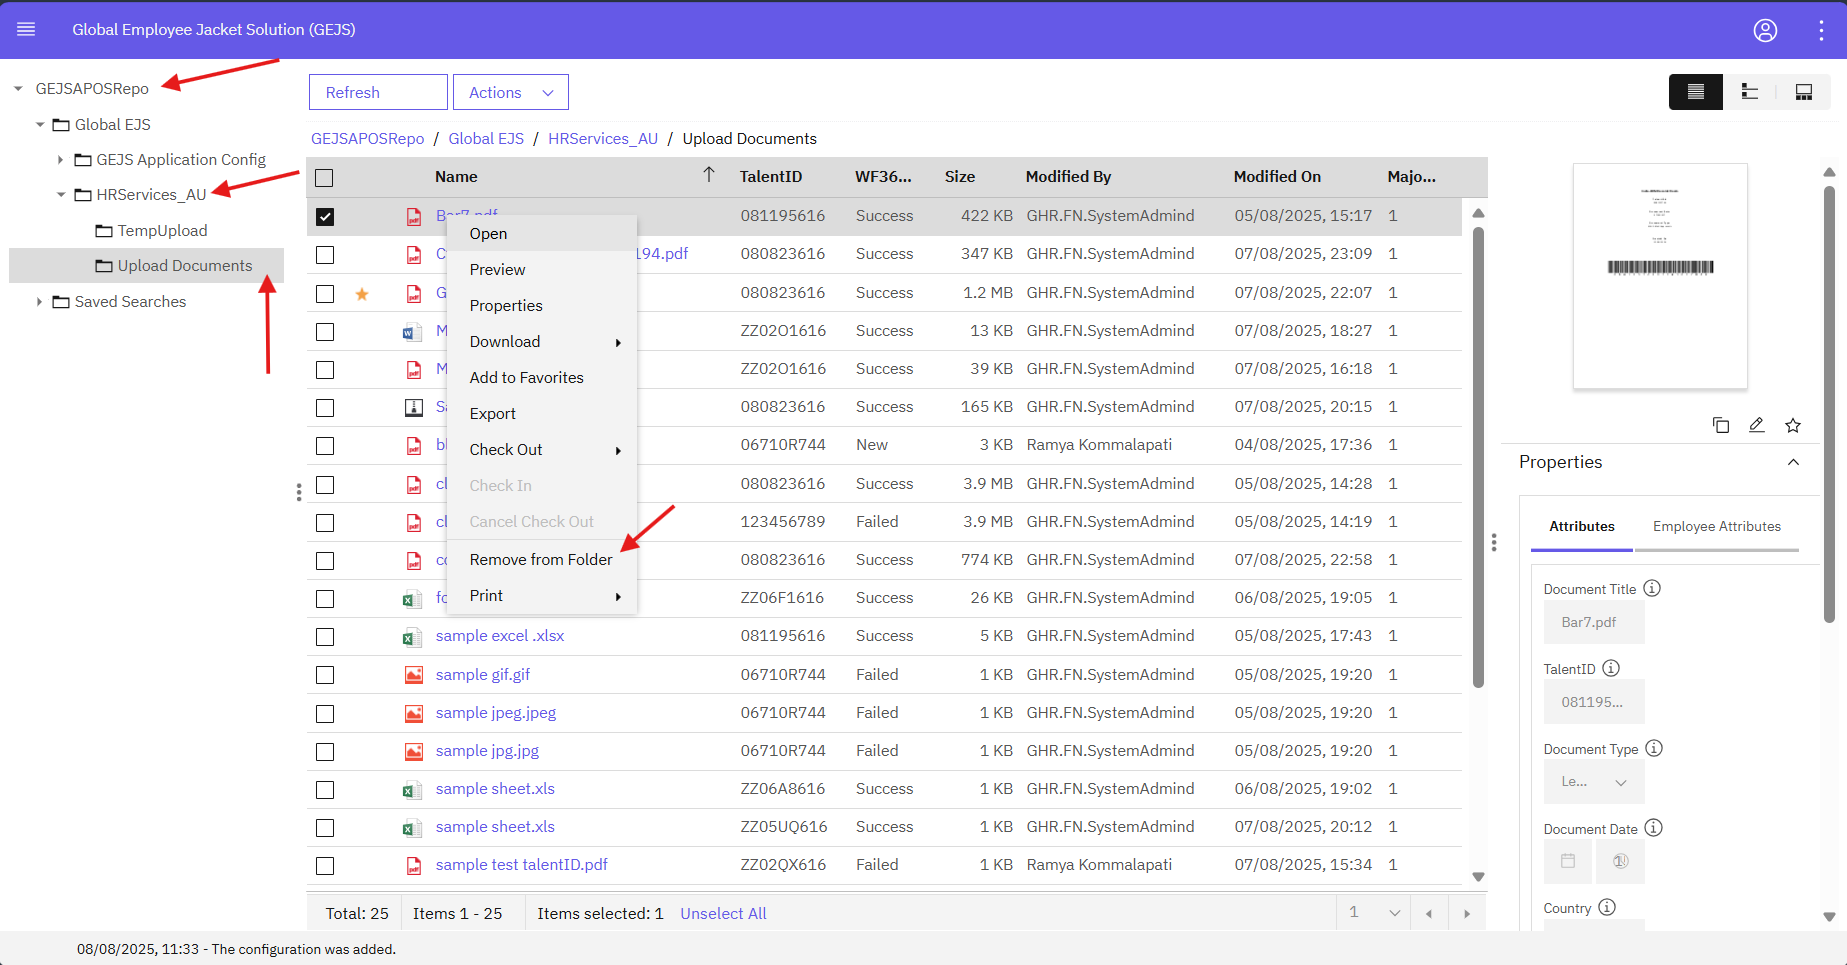 Global Employee Jacket Solution (GEJS)
GEJSAPOSRepo
Global EJS
GEJS Application Config
HRServices_AU
TempUpload
Upload Documents
Saved Searches
Refresh
Actions
GEJSAPOSRepo / Global EJS / HRServices_AU / Upload Documents
Name TalentID WF36... Size Modified By Modified On Majo...
Bar7.pdf 081195616 Success 422 KB GHR.FN.SystemAdmind 05/08/2025, 15:17 1
C 194.pdf 080823616 Success 347 KB GHR.FN.SystemAdmind 07/08/2025, 23:09 1
G 080823616 Success 1.2 MB GHR.FN.SystemAdmind 07/08/2025, 22:07 1
M ZZ02O1616 Success 13 KB GHR.FN.SystemAdmind 07/08/2025, 18:27 1
M ZZ02O1616 Success 39 KB GHR.FN.SystemAdmind 07/08/2025, 16:18 1
Sa 080823616 Success 165 KB GHR.FN.SystemAdmind 07/08/2025, 20:15 1
06710R744 New 3 KB Ramya Kommalapati 04/08/2025, 17:36 1
080823616 Success 3.9 MB GHR.FN.SystemAdmind 05/08/2025, 14:28 1
123456789 Failed 3.9 MB GHR.FN.SystemAdmind 05/08/2025, 14:19 1
080823616 Success 774 KB GHR.FN.SystemAdmind 07/08/2025, 22:58 1
fo ZZ06F1616 Success 26 KB GHR.FN.SystemAdmind 06/08/2025, 19:05 1
sample excel .xlsx 081195616 Success 5 KB GHR.FN.SystemAdmind 05/08/2025, 17:43 1
sample gif.gif 06710R744 Failed 1 KB GHR.FN.SystemAdmind 05/08/2025, 19:20 1
sample jpeg.jpeg 06710R744 Failed 1 KB GHR.FN.SystemAdmind 05/08/2025, 19:20 1
sample jpg.jpg 06710R744 Failed 1 KB GHR.FN.SystemAdmind 05/08/2025, 19:20 1
sample sheet.xls ZZ06A8616 Success 1 KB GHR.FN.SystemAdmind 06/08/2025, 19:02 1
sample sheet.xls ZZ05UQ616 Success 1 KB GHR.FN.SystemAdmind 07/08/2025, 20:12 1
sample test talentID.pdf ZZ02QX616 Failed 1 KB Ramya Kommalapati 07/08/2025, 15:34 1
Open
Preview
Properties
Download
Add to Favorites
Export
Check Out
Check In
Cancel Check Out
Remove from Folder
Print
Total: 25 Items 1 - 25 Items selected: 1 Unselect All 1
Properties
Attributes Employee Attributes
Document Title
Bar7.pdf
TalentID
081195...
Document Type
Le...
Document Date
Country
08/08/2025, 11:33 - The configuration was added.